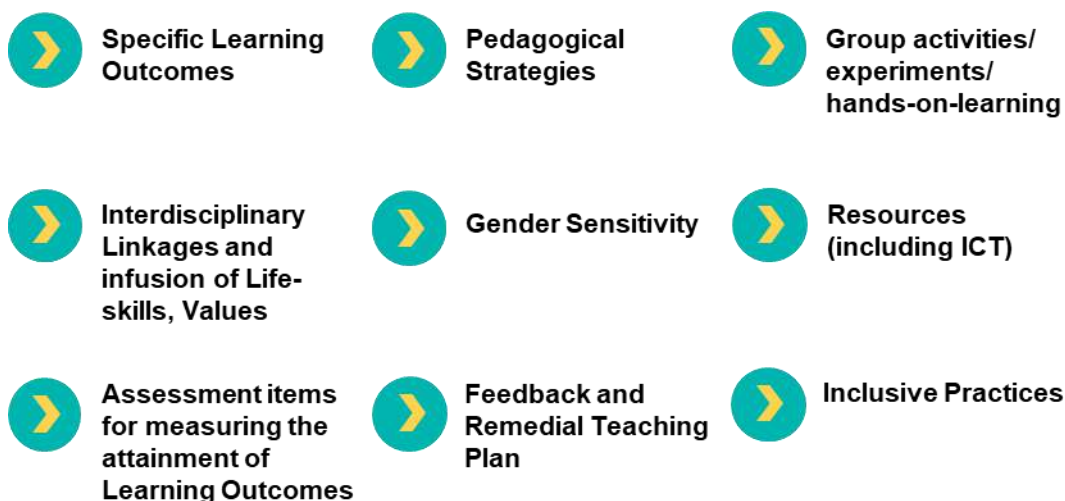 Specific Learning
Outcomes
Pedagogical
Strategies
Group activities/
experiments/
hands-on-learning
Interdisciplinary
Linkages and
infusion of Life-
skills, Values
Gender Sensitivity
Resources
(including ICT)
Assessment items
for measuring the
attainment of
Learning Outcomes
Feedback and
Remedial Teaching
Plan
Inclusive Practices